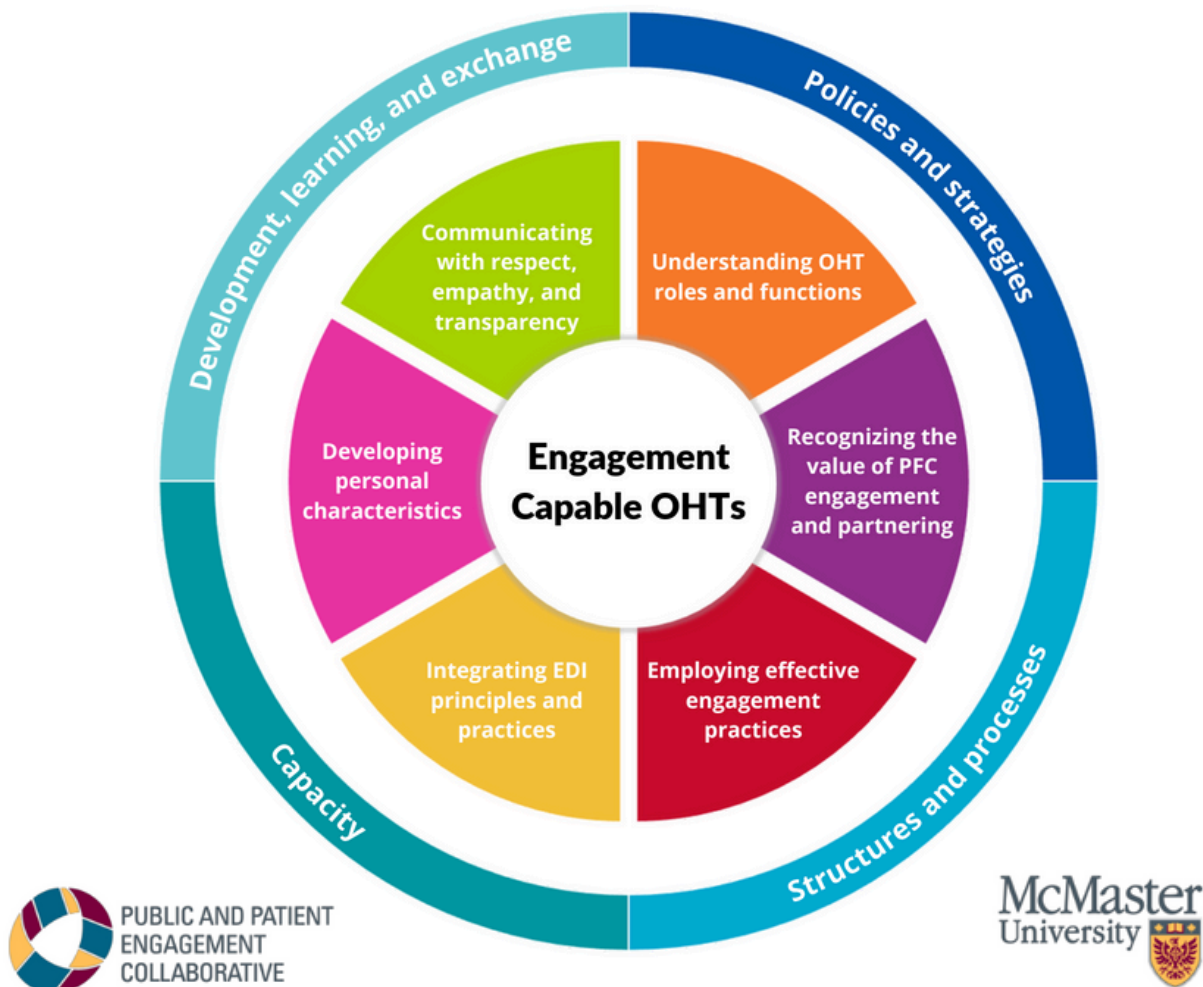 Development, learning, and exchange
Policies and strategies
Communicating
with respect,
empathy, and
transparency
Understanding OHT
roles and functions
Developing
personal
characteristics
Engagement
Capable OHTs
Recognizing the
value of PFC
engagement
and partnering
Integrating EDI
principles and
practices
Employing effective
engagement
practices
Capacity
Structures and processes
PUBLIC AND PATIENT
ENGAGEMENT
COLLABORATIVE
McMaster
University